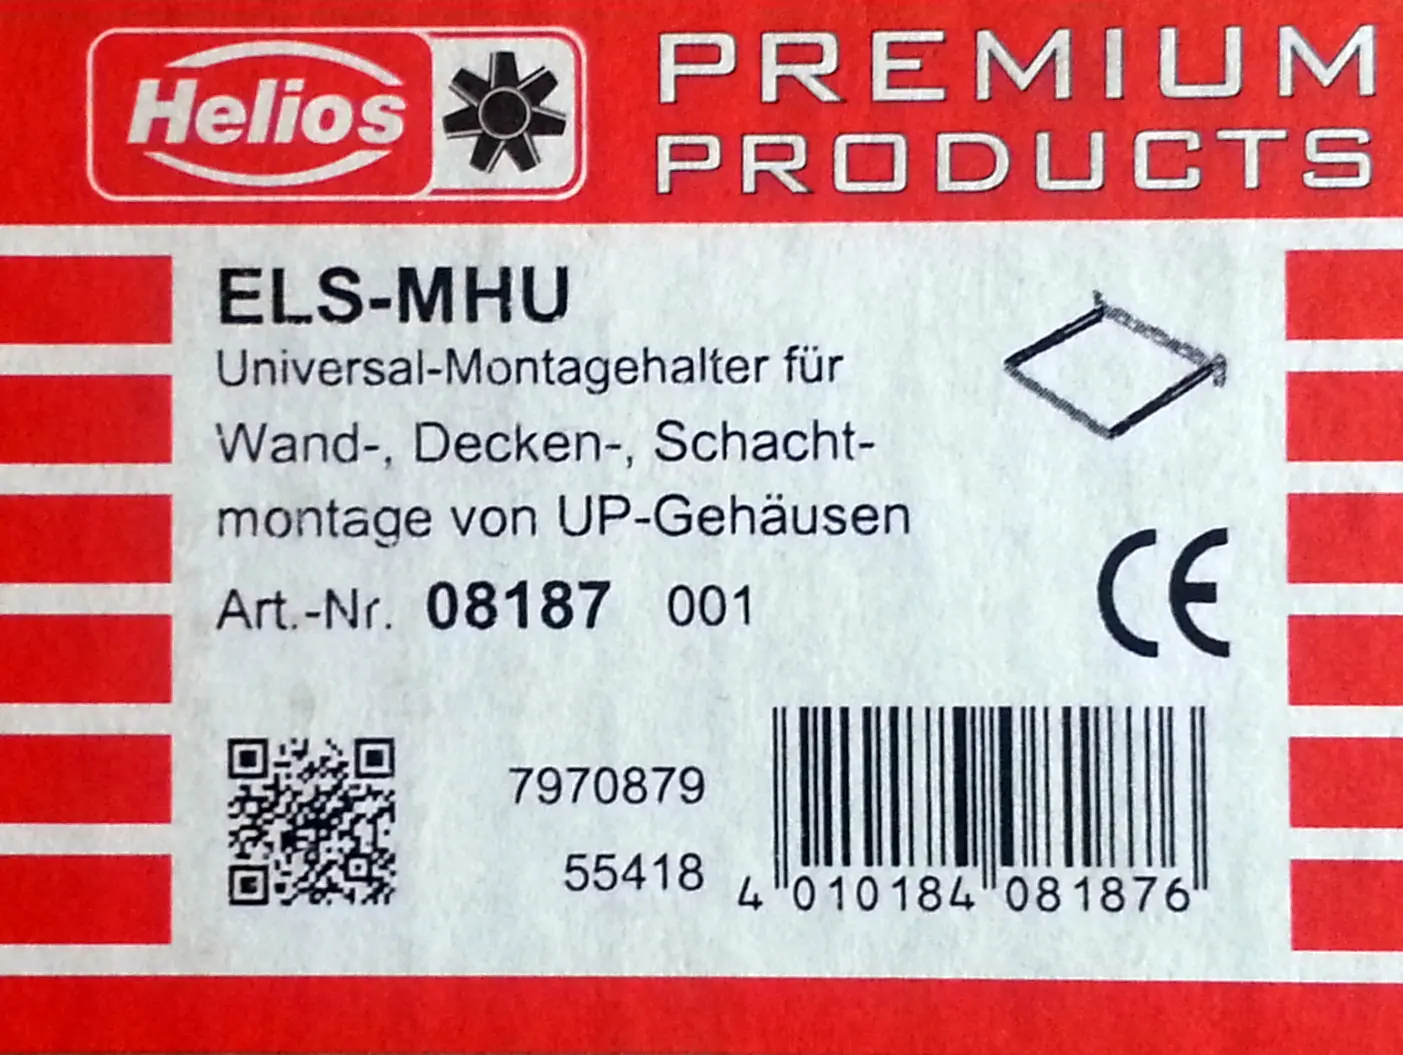 Helios
PREMIUM
PRODUCTS
ELS-MHU
Universal-Montagehalter für
Wand-, Decken-, Schacht-
montage von UP-Gehäusen
Art.-Nr. 08187 001
CE
7970879
55418
4 010184 081876